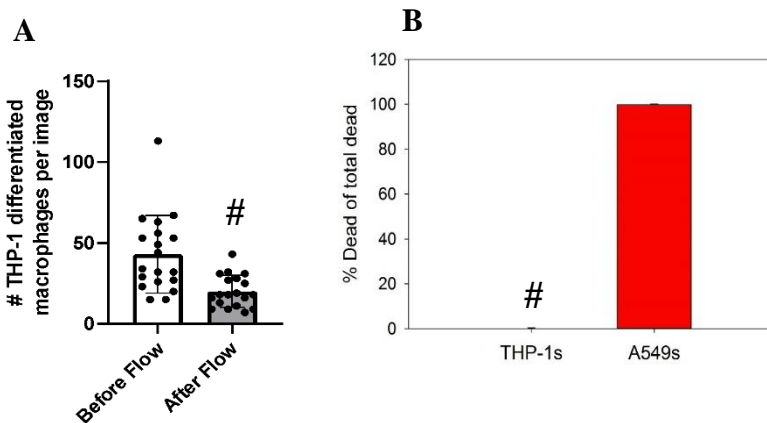 A
# THP-1 differentiated
macrophages per image
150
100
50
0
#
Before Flow
After Flow
B
% Dead of total dead
120
100
80
60
40
20
0
#
THP-1s
A549s